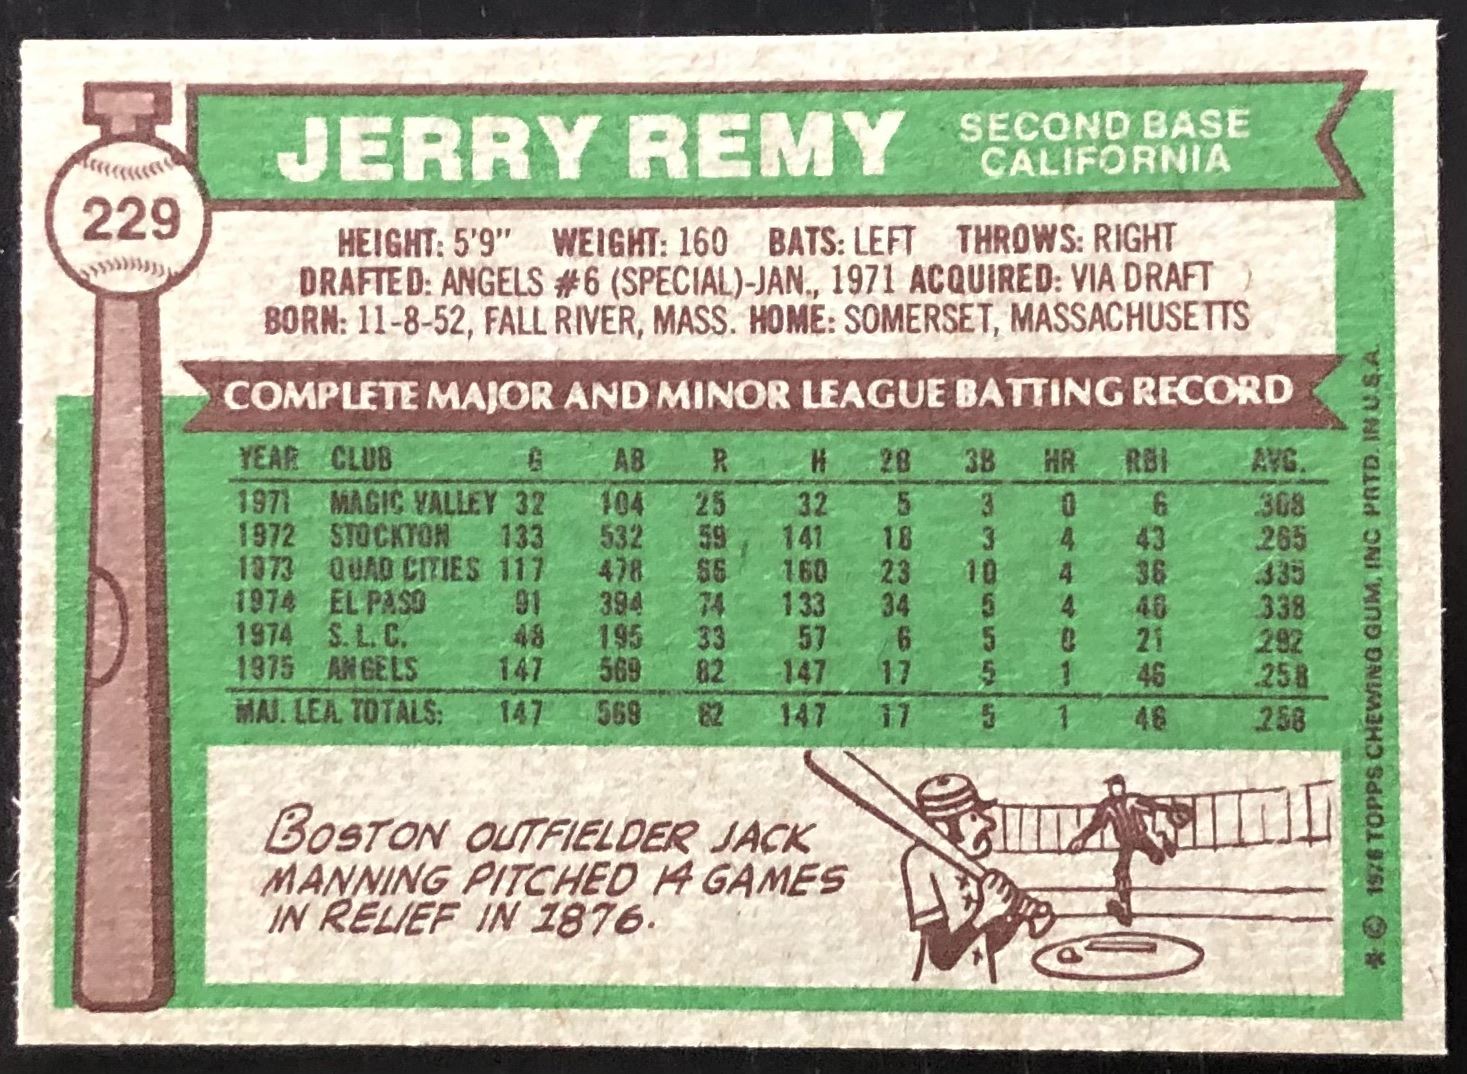 229
JERRY REMY SECOND BASE
CALIFORNIA
HEIGHT: 5'9" WEIGHT: 160 BATS: LEFT THROWS: RIGHT
DRAFTED: ANGELS #6 (SPECIAL)-JAN., 1971 ACQUIRED: VIA DRAFT
BORN: 11-8-52, FALL RIVER, MASS. HOME: SOMERSET, MASSACHUSETTS
COMPLETE MAJOR AND MINOR LEAGUE BATTING RECORD
YEAR CLUB G AB R H 2B 3B HR RBI AVG.
1971 MAGIC VALLEY 32 104 25 32 5 3 0 6 .308
1972 STOCKTON 133 532 59 141 18 3 4 43 .265
1973 QUAD CITIES 117 478 160 23 10 4 36 .335
1974 EL PASO 91 394 74 133 34 5 4 .338
1974 S.L.C. 48 195 33 57 6 5 0 21 .292
1975 ANGELS 147 569 82 147 17 5 1 46 .258
MAJ. LEA. TOTALS: 147 569 82 147 17 5 1 46 .258
BOSTON OUTFIELDER JACK
MANNING PITCHED 14 GAMES
IN RELIEF IN 1876.
* © 1976 TOPPS CHEWING GUM, INC PRTD. IN U.S.A.